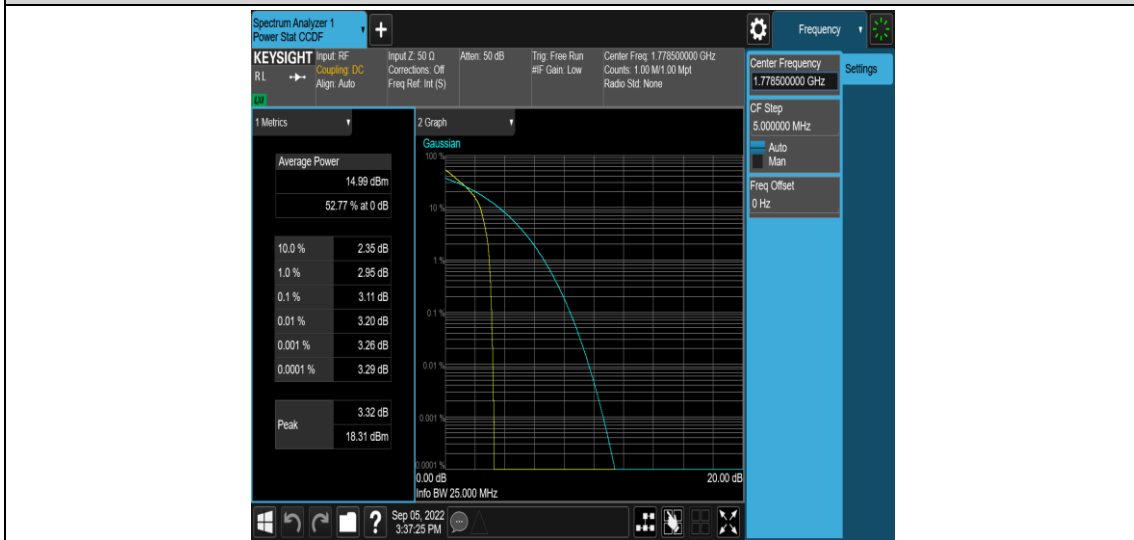 Spectrum Analyzer 1
Power Stat CCDF
+
Frequency
KEYSIGHT
RL
LXI
Input: RF
Coupling: DC
Align: Auto
Input Z: 50 Ω
Corrections: Off
Freq Ref: Int (S)
Atten: 50 dB
Trig: Free Run
#IF Gain: Low
Center Freq: 1.778500000 GHz
Counts: 1.00 M/1.00 Mpt
Radio Std: None
Center Frequency
1.778500000 GHz
Settings
CF Step
5.000000 MHz
Auto
Man
Freq Offset
0 Hz
1 Metrics
Average Power
14.99 dBm
52.77 % at 0 dB
10.0 % 2.35 dB
1.0 % 2.95 dB
0.1 % 3.11 dB
0.01 % 3.20 dB
0.001 % 3.26 dB
0.0001 % 3.29 dB
Peak
3.32 dB
18.31 dBm
2 Graph
Gaussian
100 %
10 %
1 %
0.1 %
0.01 %
0.001 %
0.0001 %
0.00 dB 20.00 dB
Info BW 25.000 MHz
?
Sep 05, 2022
3:37:25 PM